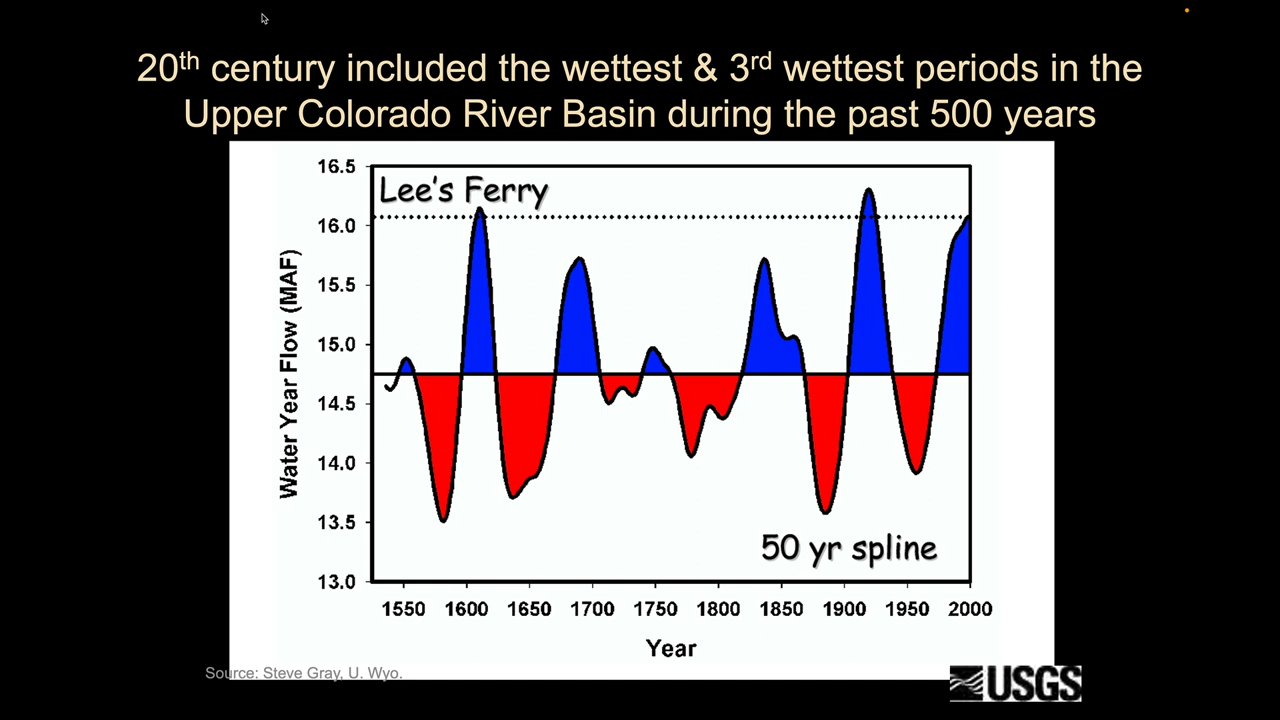 20th century included the wettest & 3rd wettest periods in the
Upper Colorado River Basin during the past 500 years
Lee's Ferry
Water Year Flow (MAF)
16.5
16.0
15.5
15.0
14.5
14.0
13.5
13.0
50 yr spline
1550 1600 1650 1700 1750 1800 1850 1900 1950 2000
Year
Source: Steve Gray, U. Wyo.
USGS